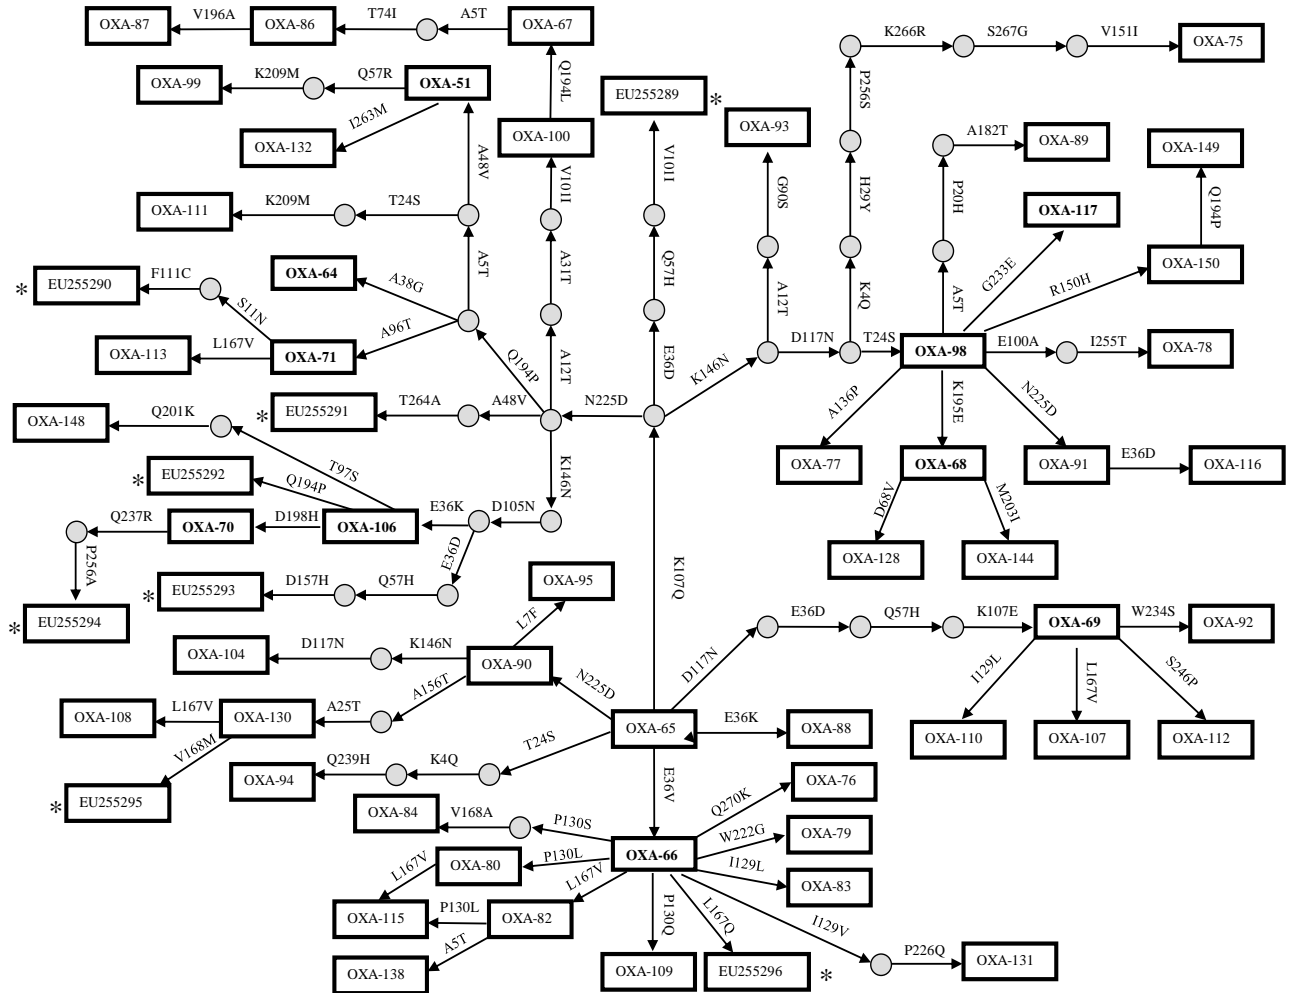 V196A T74I A5T
OXA-87 OXA-86 OXA-67
K266R S267G V151I
OXA-75
K209M Q57R
OXA-99 OXA-51
Q194L
EU255289 *
P256S
I263M
OXA-132 OXA-100
OXA-93
A182T
OXA-89 OXA-149
A48V V101I V101I G90S H29Y P20H Q194P
K209M T24S
OXA-111
OXA-117
A5T A31T Q57H A12T K4Q A5T G233E R150H
OXA-150
F111C
* EU255290
OXA-64
A38G
S11N A96T
L167V
OXA-113 OXA-71
Q194P A12T E36D K146N
D117N T24S
OXA-98
E100A I255T
OXA-78
T264A A48V N225D
* EU255291
A136P K195E N225D
Q201K
OXA-148
T97S
* EU255292
Q194P K146N
OXA-77 OXA-68 OXA-91
E36D
OXA-116
D68V M203I
Q237R
OXA-70
D198H
OXA-106
E36K D105N
P256A E36D
OXA-128 OXA-144
* EU255293
D157H Q57H
OXA-95
K107Q
* EU255294
L7F
E36D Q57H K107E
OXA-69
W234S
OXA-92
OXA-104
D117N K146N
OXA-90
D117N
A156T N225D
I129L L167V S246P
L167V
OXA-108 OXA-130
A25T
OXA-65
E36K
OXA-88
OXA-110 OXA-107 OXA-112
V168M T24S
Q239H K4Q
OXA-94
E36V
OXA-76
* EU255295
Q270K
OXA-84
V168A P130S
W222G
OXA-79
OXA-66
L167V
OXA-80
P130L
I129L
OXA-83
L167V
P130Q L167Q I129V
OXA-115
P130L
OXA-82
A5T
P226Q
OXA-131
OXA-138 OXA-109 EU255296 *